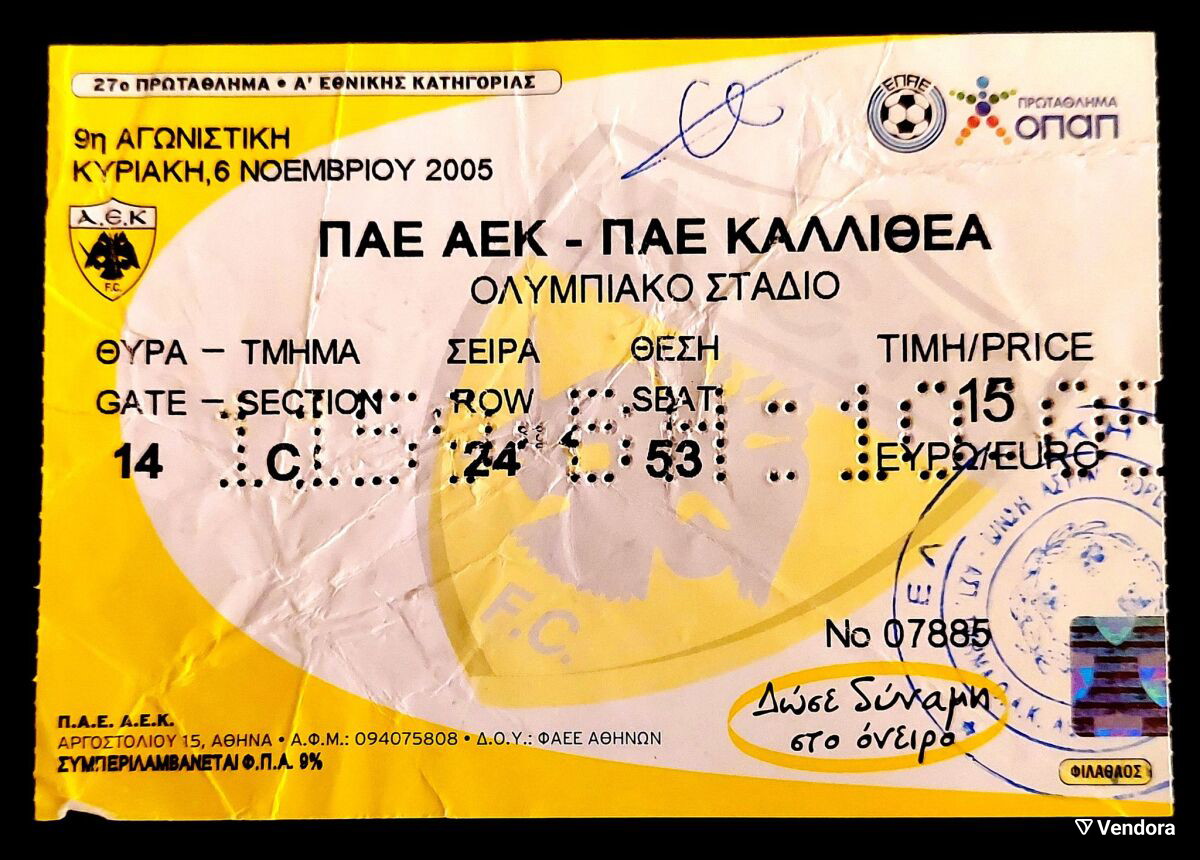 27ο ΠΡΩΤΑΘΛΗΜΑ • Α' ΕΘΝΙΚΗΣ ΚΑΤΗΓΟΡΙΑΣ
ΕΠΑΕ
ΠΡΩΤΑΘΛΗΜΑ
ΟΠΑΠ
9η ΑΓΩΝΙΣΤΙΚΗ
ΚΥΡΙΑΚΗ,6 ΝΟΕΜΒΡΙΟΥ 2005
Α.Ε.Κ
F.C.
ΠΑΕ ΑΕΚ - ΠΑΕ ΚΑΛΛΙΘΕΑ
ΟΛΥΜΠΙΑΚΟ ΣΤΑΔΙΟ
ΘΥΡΑ – ΤΜΗΜΑ ΣΕΙΡΑ ΘΕΣΗ ΤΙΜΗ/PRICE
GATE – SECTION ROW SEAT 15
14 C 24 53 ΕΥΡΩ/EURO
F.C.
No 07885
Δώσε δύναμη
στο όνειρο
Π.Α.Ε. Α.Ε.Κ.
ΑΡΓΟΣΤΟΛΙΟΥ 15, ΑΘΗΝΑ • Α.Φ.Μ.: 094075808 • Δ.Ο.Υ.: ΦΑΕΕ ΑΘΗΝΩΝ
ΣΥΜΠΕΡΙΛΑΜΒΑΝΕΤΑΙ Φ.Π.Α. 9%
ΦΙΛΑΘΛΟΣ
Vendora